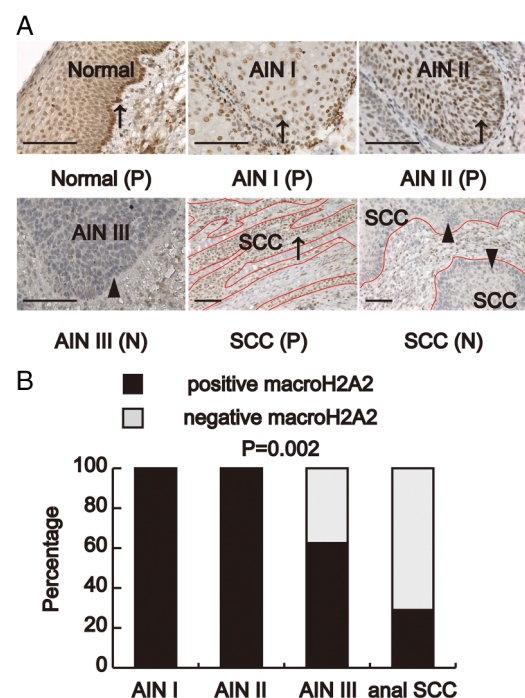 A
Normal
AIN I
AIN II
Normal (P)
AIN I (P)
AIN II (P)
AIN III
SCC
SCC
SCC
AIN III (N)
SCC (P)
SCC (N)
B
positive macroH2A2
negative macroH2A2
P=0.002
Percentage
100
80
60
40
20
0
AIN I
AIN II
AIN III
anal SCC